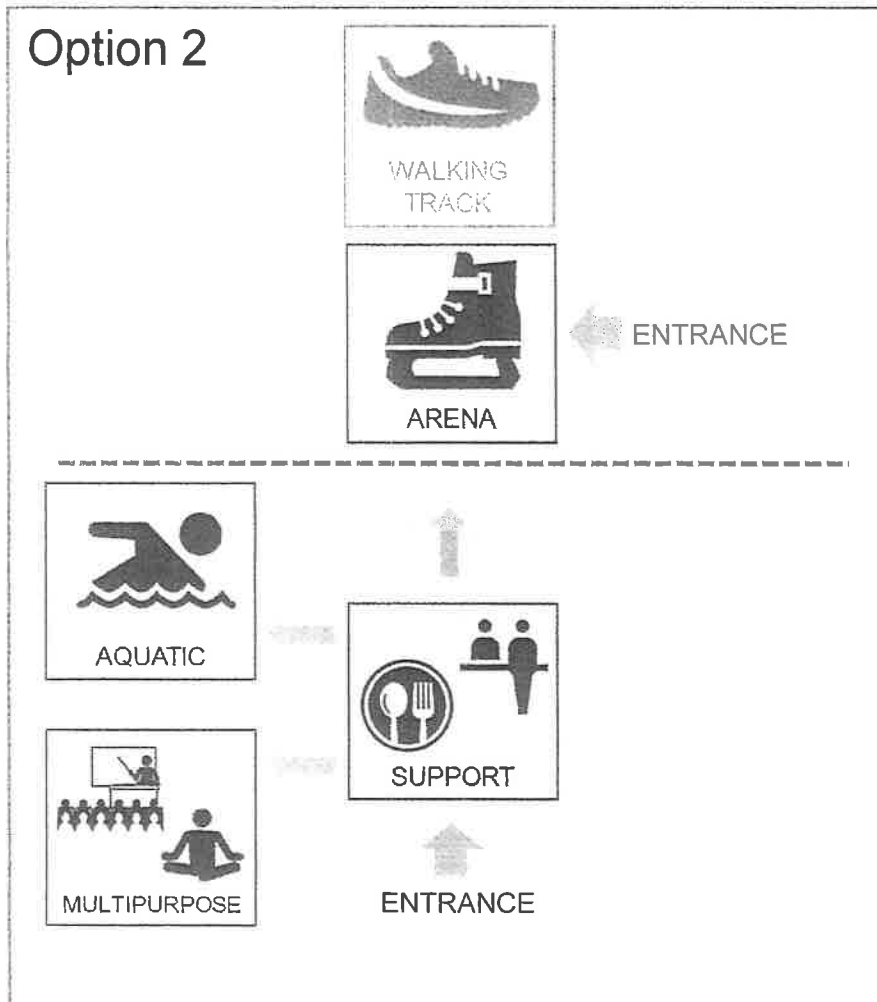 Option 2
WALKING
TRACK
ARENA
ENTRANCE
AQUATIC
SUPPORT
MULTIPURPOSE
ENTRANCE